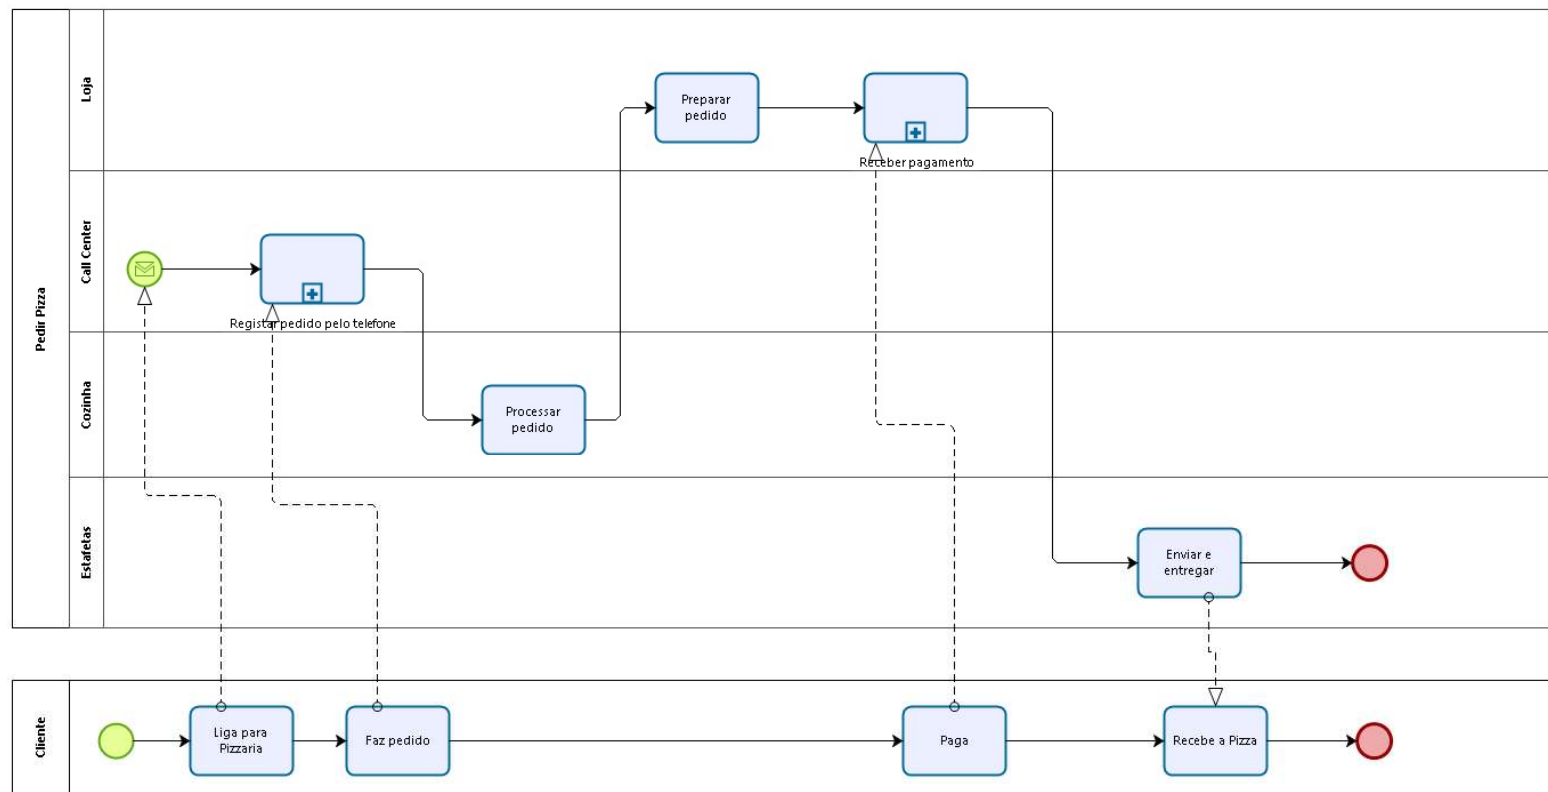 Pedir Pizza
Loja
Preparar
pedido
Receber pagamento
Call Center
Registar pedido pelo telefone
Cozinha
Processar
pedido
Estafetas
Enviar e
entregar
Cliente
Liga para
Pizzaria
Faz pedido
Paga
Recebe a Pizza